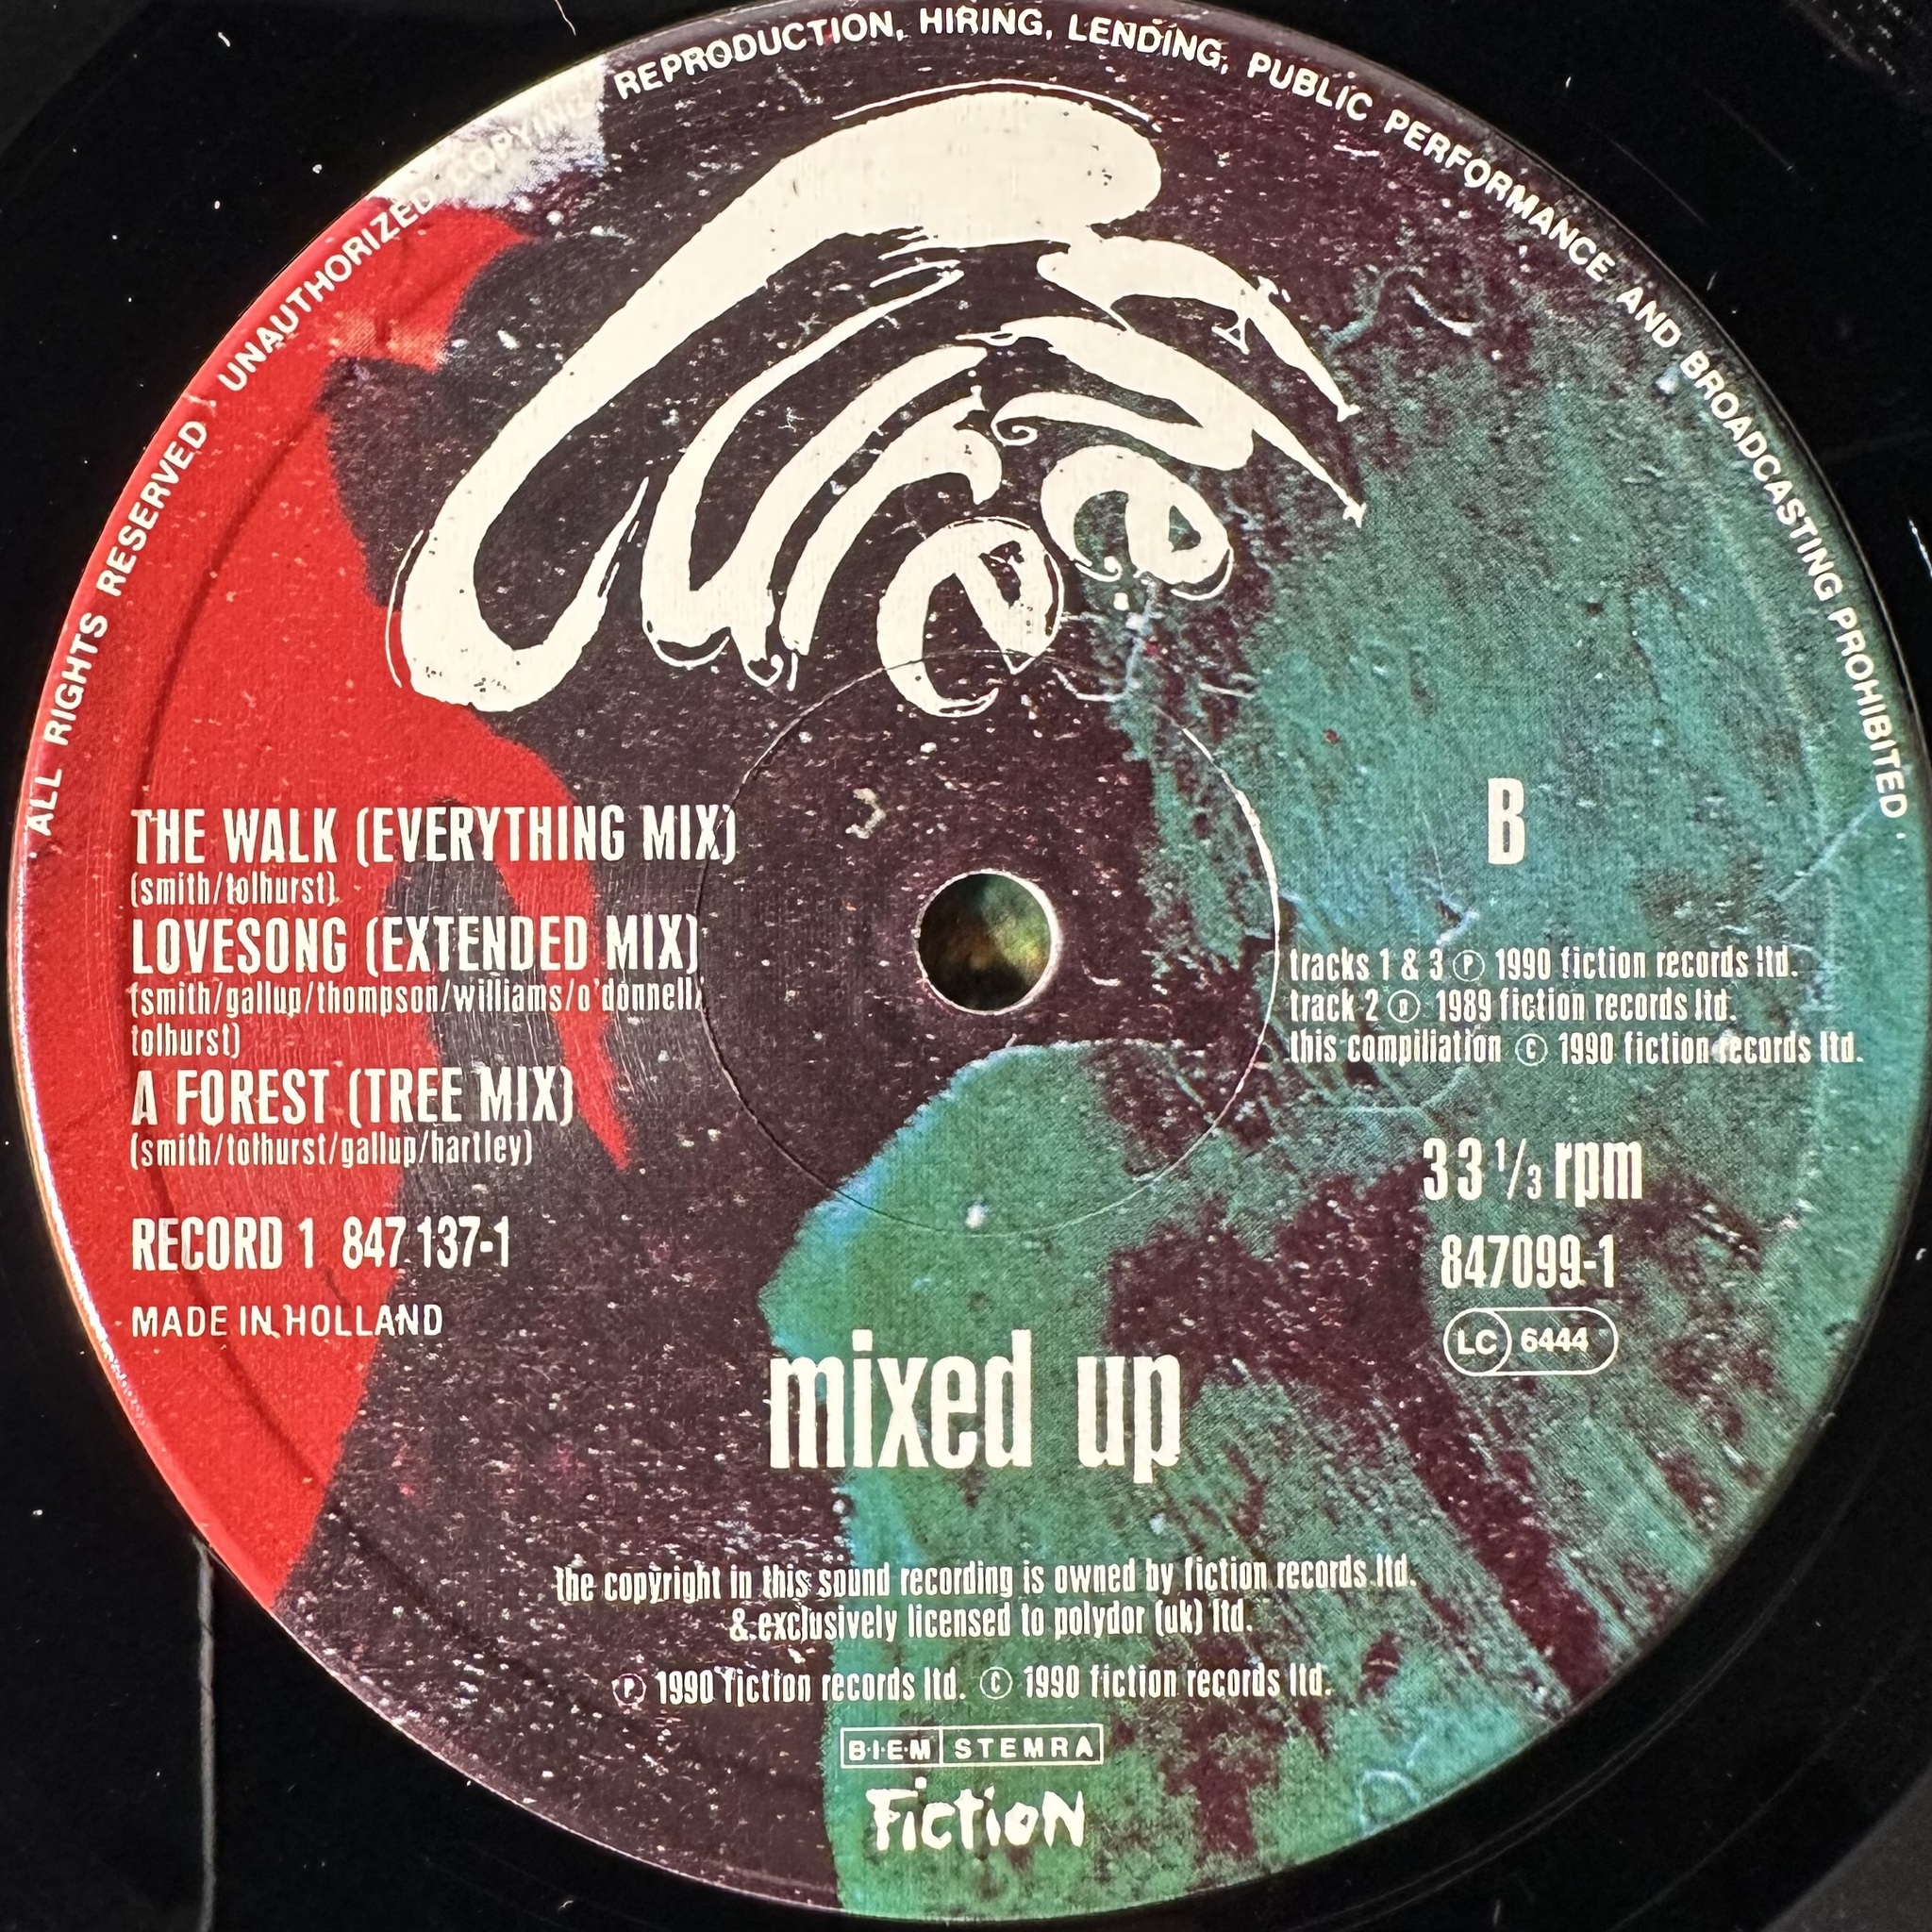 ALL RIGHTS RESERVED UNAUTHORIZED COPYING, REPRODUCTION, HIRING, LENDING, PUBLIC PERFORMANCE AND BROADCASTING PROHIBITED.
The Cure
THE WALK (EVERYTHING MIX)
(smith/tolhurst)
LOVESONG (EXTENDED MIX)
(smith/gallup/thompson/williams/o'donnell/
tolhurst)
A FOREST (TREE MIX)
(smith/tolhurst/gallup/hartley)
RECORD 1 847 137-1
MADE IN HOLLAND
B
tracks 1 & 3 ℗ 1990 fiction records ltd.
track 2 ℗ 1989 fiction records ltd.
this compiliation © 1990 fiction records ltd.
33 1/3 rpm
847099-1
LC 6444
mixed up
the copyright in this sound recording is owned by fiction records ltd.
& exclusively licensed to polydor (uk) ltd.
℗ 1990 fiction records ltd. © 1990 fiction records ltd.
B·I·E·M STEMRA
Fiction